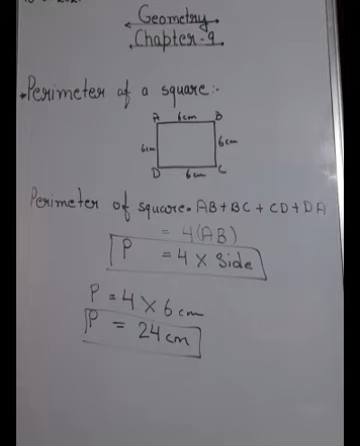 Geometry
Chapter-9
Perimeter of a square:-
A 6cm B
6cm 6cm
D 6cm C
Perimeter of square = AB+BC+CD+DA
= 4(AB)
P = 4 × Side
P = 4 × 6 cm
P = 24 cm